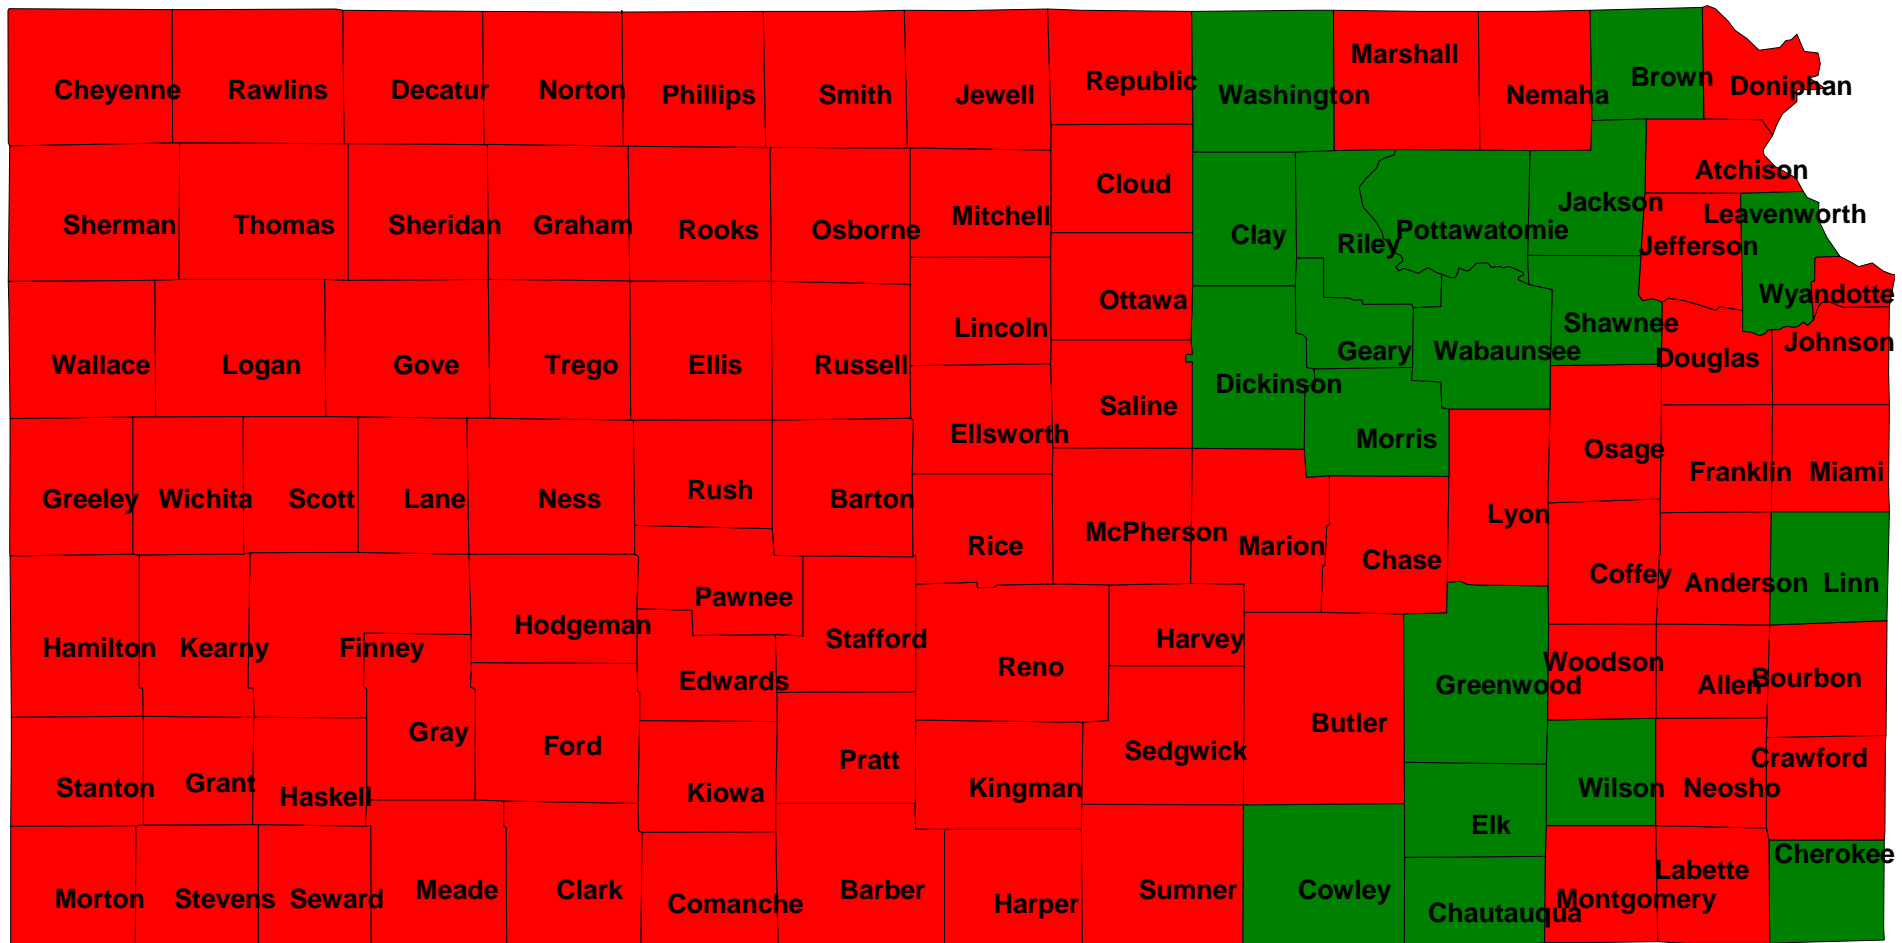 Cheyenne
Rawlins
Decatur
Norton
Phillips
Smith
Jewell
Republic
Washington
Marshall
Nemaha
Brown
Doniphan
Sherman
Thomas
Sheridan
Graham
Rooks
Osborne
Mitchell
Cloud
Clay
Riley
Pottawatomie
Jackson
Atchison
Jefferson
Leavenworth
Wallace
Logan
Gove
Trego
Ellis
Russell
Lincoln
Ottawa
Saline
Dickinson
Geary
Wabaunsee
Shawnee
Douglas
Wyandotte
Johnson
Greeley
Wichita
Scott
Lane
Ness
Rush
Barton
Ellsworth
Rice
McPherson
Marion
Morris
Chase
Lyon
Osage
Franklin
Miami
Coffey
Anderson
Linn
Hamilton
Kearny
Finney
Hodgeman
Pawnee
Edwards
Stafford
Reno
Harvey
Butler
Greenwood
Woodson
Allen
Bourbon
Stanton
Grant
Haskell
Gray
Ford
Kiowa
Pratt
Kingman
Sedgwick
Elk
Wilson
Neosho
Crawford
Morton
Stevens
Seward
Meade
Clark
Comanche
Barber
Harper
Sumner
Cowley
Chautauqua
Montgomery
Labette
Cherokee